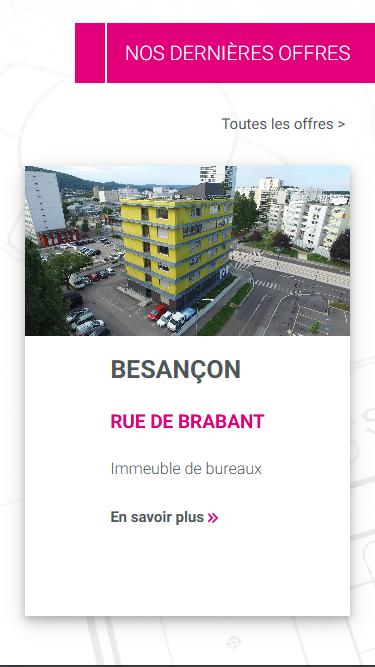 NOS DERNIÈRES OFFRES
Toutes les offres >
BESANÇON
RUE DE BRABANT
Immeuble de bureaux
En savoir plus »